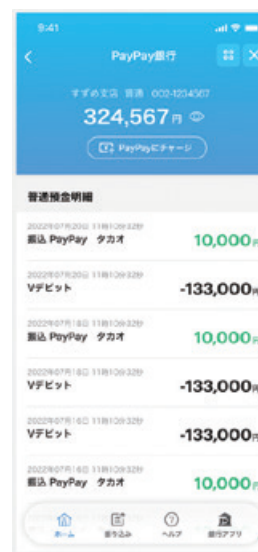 9:41
PayPay銀行
すずめ支店 普通 002-1234567
324,567円
PayPayにチャージ
普通預金明細
2022年07月20日 11時10分32秒
振込 PayPay タカオ
10,000円
2022年07月20日 11時10分32秒
Vデビット
-133,000円
2022年07月18日 11時10分32秒
振込 PayPay タカオ
10,000円
2022年07月18日 11時10分32秒
Vデビット
-133,000円
2022年07月16日 11時10分32秒
Vデビット
-133,000円
2022年07月16日 11時10分32秒
振込 PayPay タカオ
10,000円
ホーム
振り込み
ヘルプ
銀行アプリ